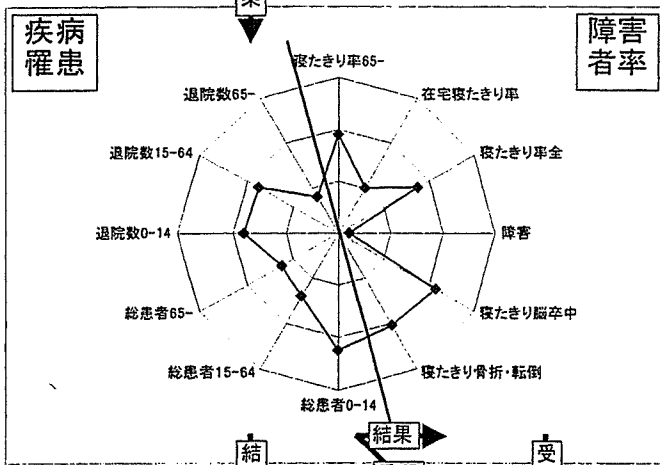 疾病
罹患
障害
者率
寝たきり率65-
在宅寝たきり率
寝たきり率全
障害
寝たきり脳卒中
寝たきり骨折・転倒
総患者0-14
総患者15-64
総患者65-
退院数0-14
退院数15-64
退院数65-
結果
結
受